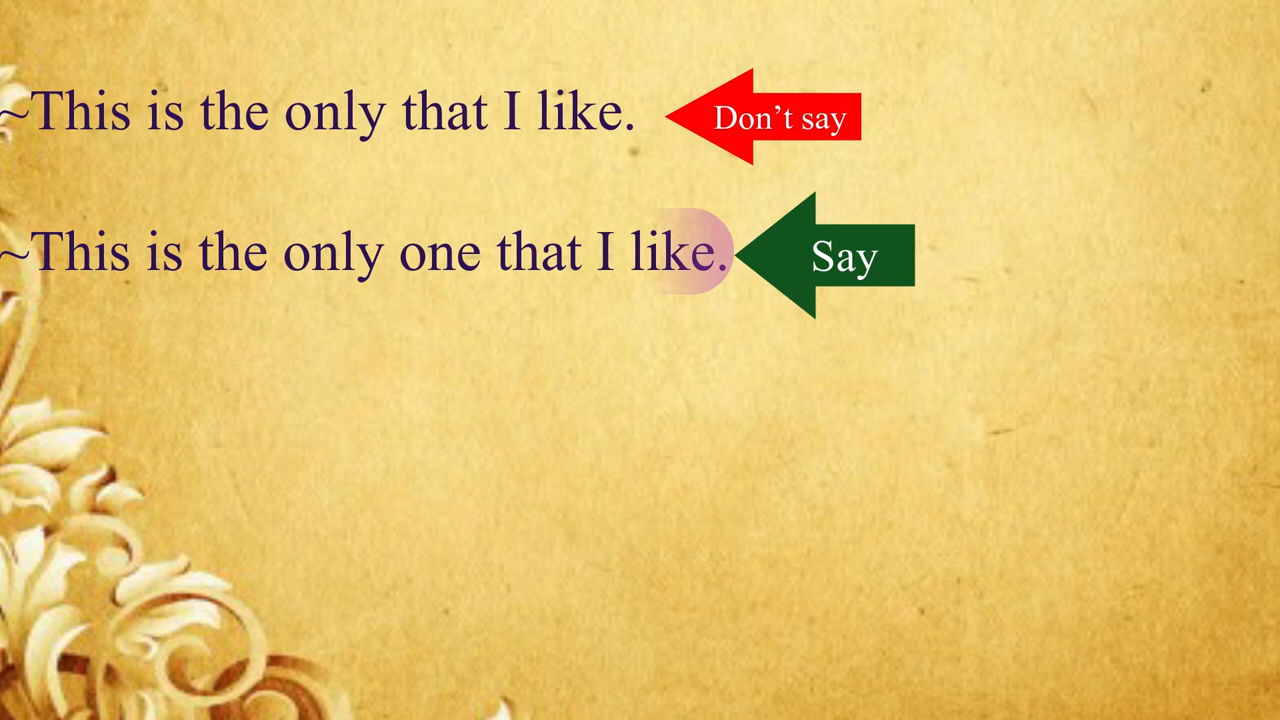 ~This is the only that I like.
Don’t say
~This is the only one that I like.
Say